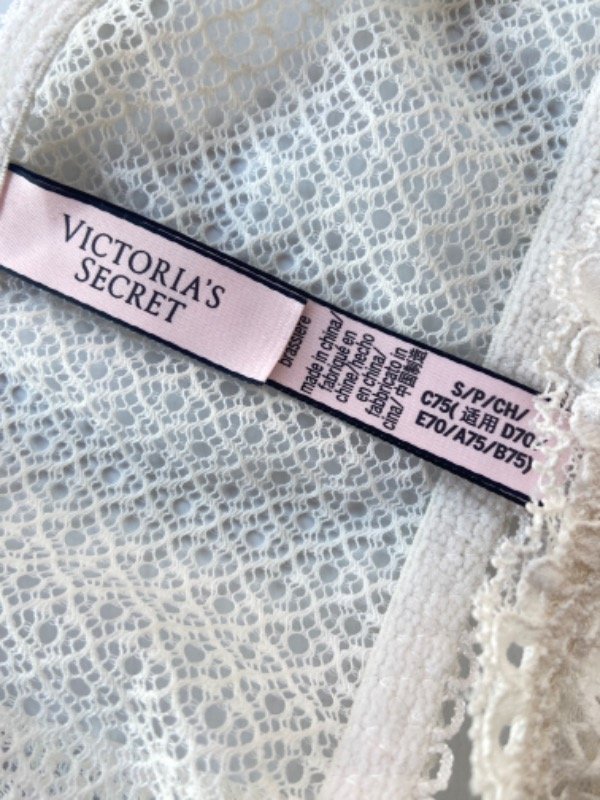 VICTORIA'S
SECRET
brassiere
made in china/
fabriqué en
chine/hecho
en china/
fabricato in
cina/ 中国制造
S/P/CH/
C75( 适用 D70/
E70/A75/B75)